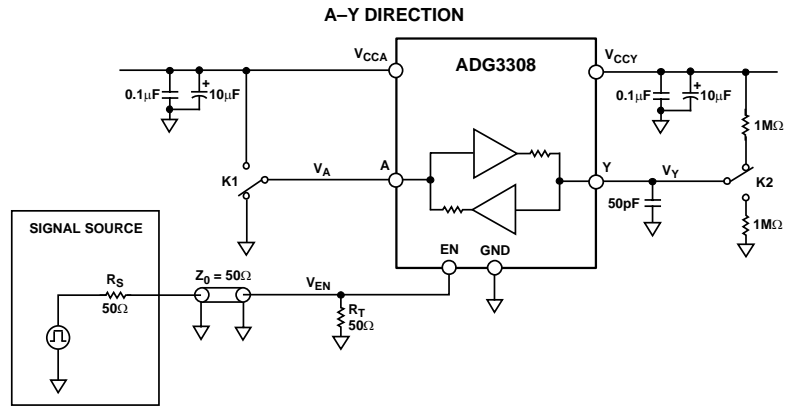 A–Y DIRECTION
VCCA
ADG3308
VCCY
0.1µF
+
10µF
0.1µF
+
10µF
1MΩ
K1
VA
A
Y
VY
K2
50pF
1MΩ
SIGNAL SOURCE
EN
GND
RS
50Ω
Z0 = 50Ω
VEN
RT
50Ω